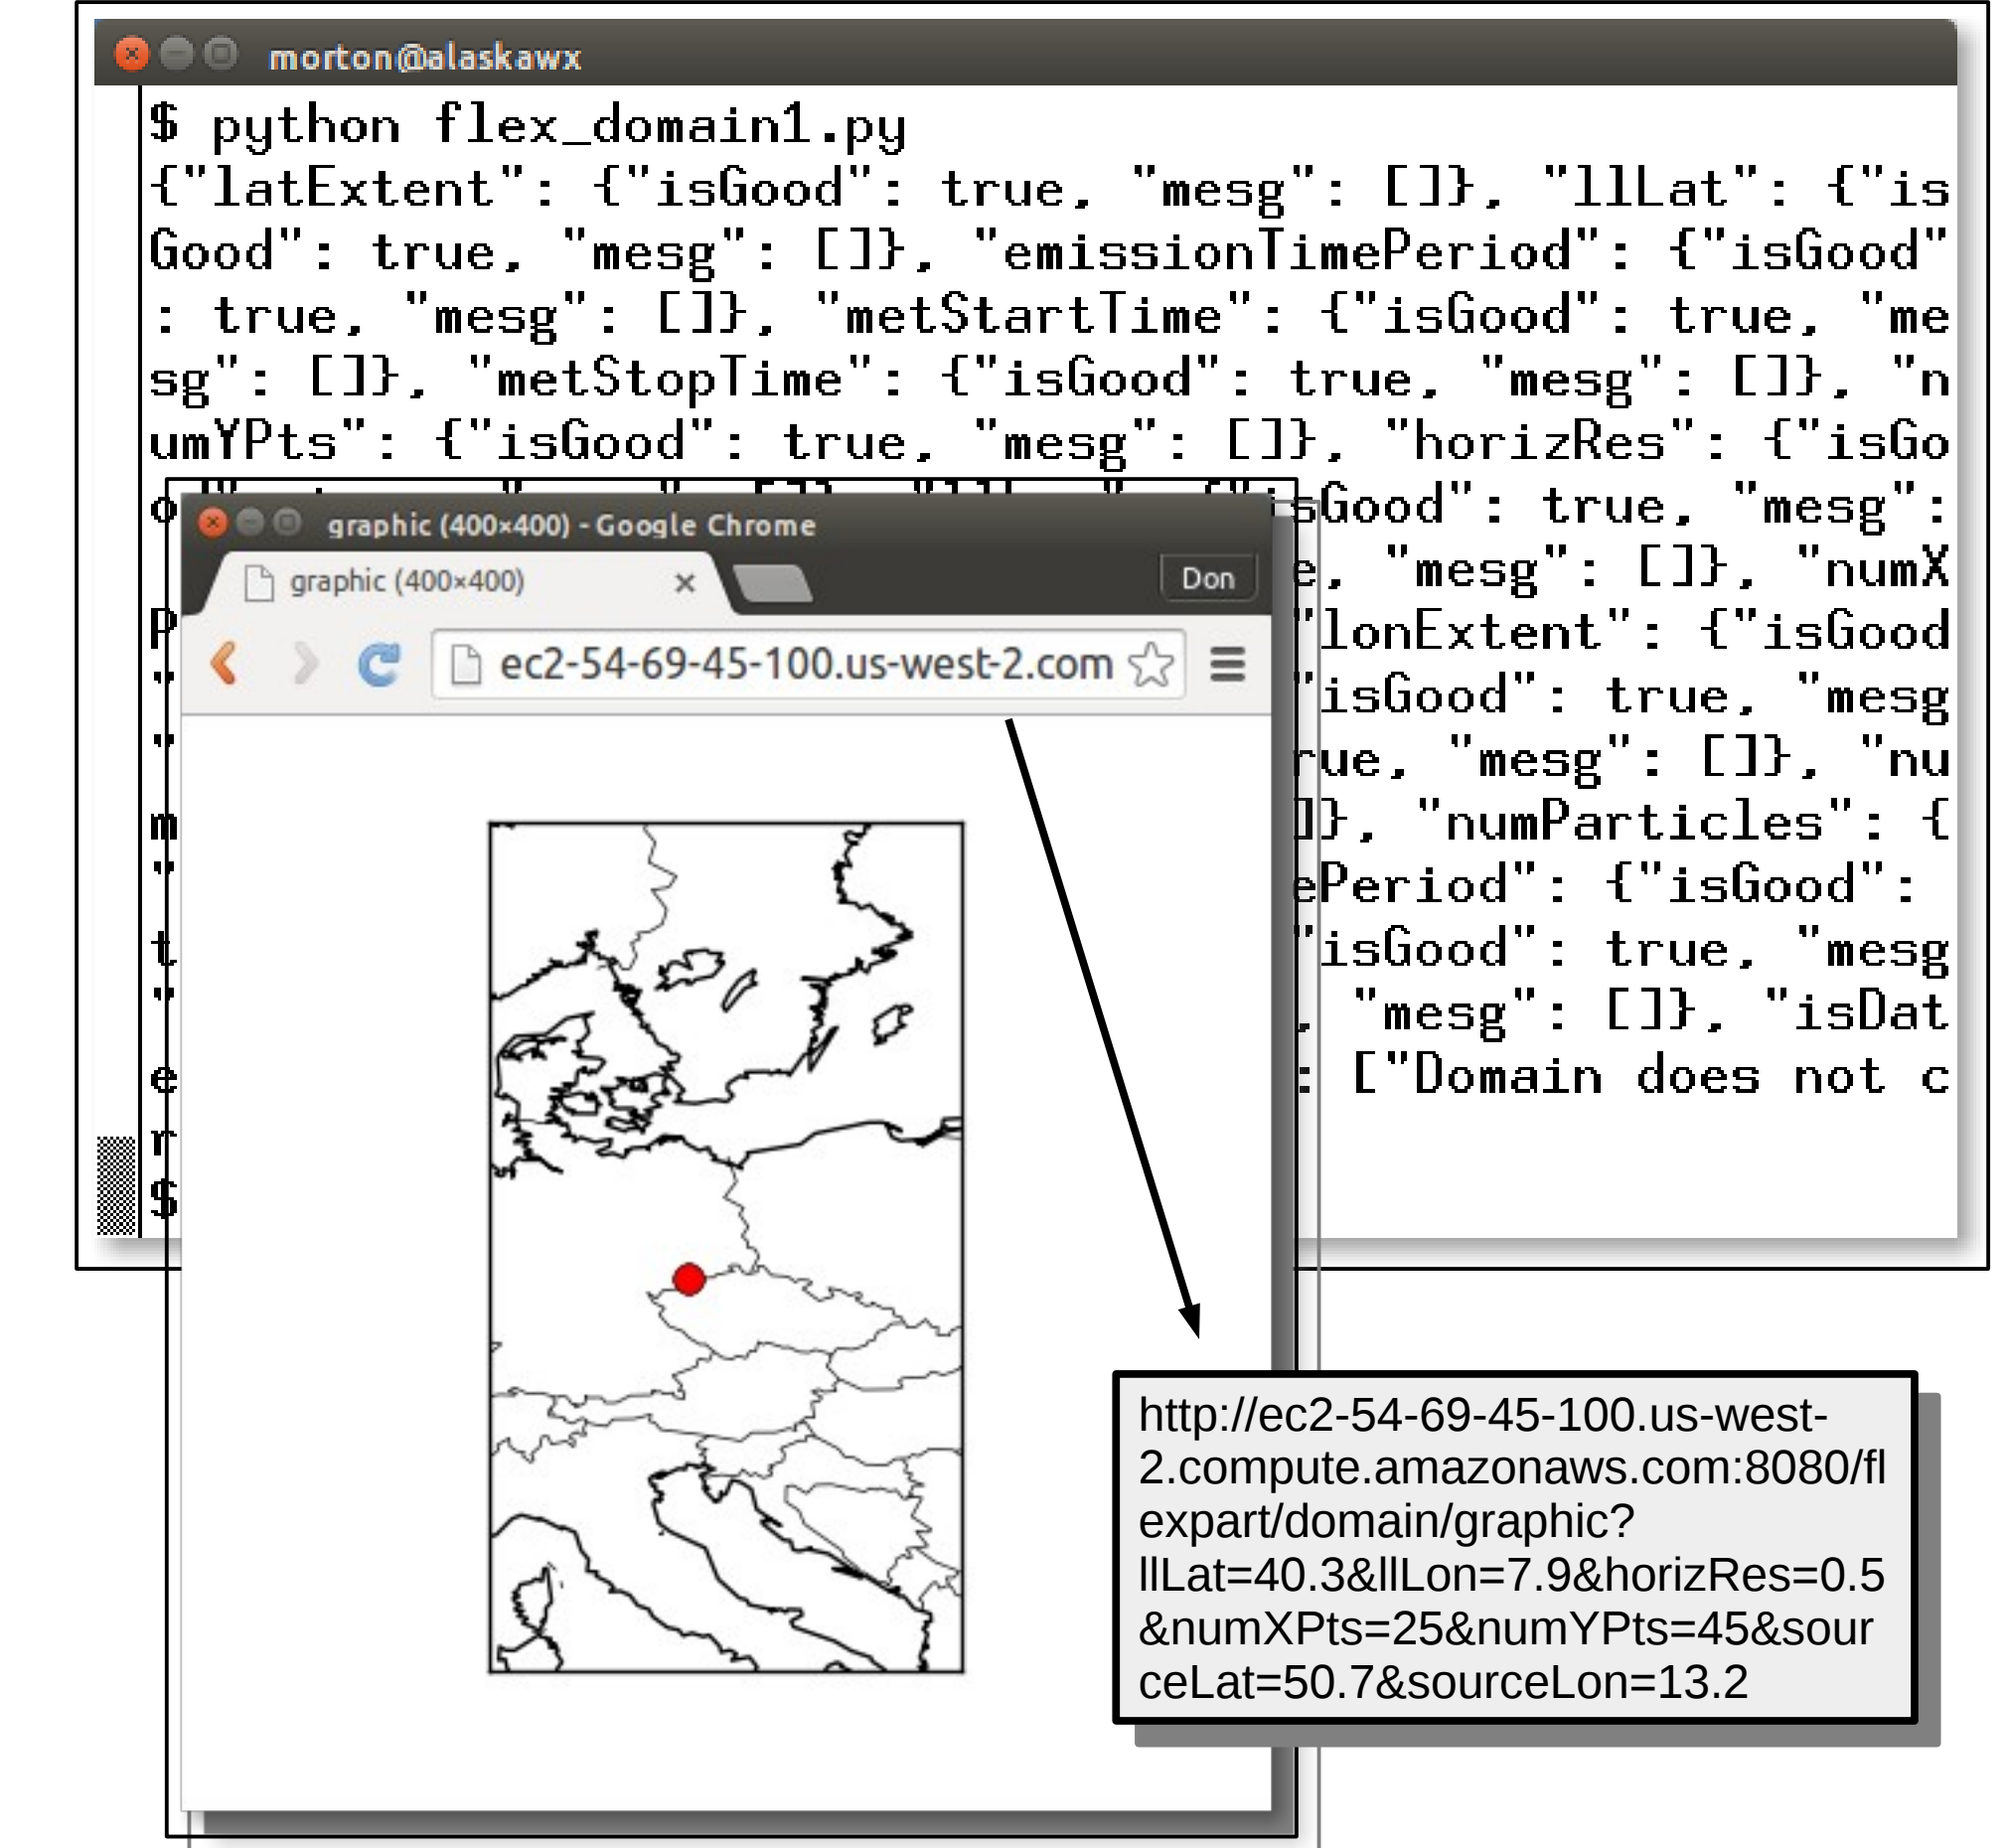 morton@alaskawx
$ python flex_domain1.py
{"latExtent": {"isGood": true, "mesg": []}, "llLat": {"is
Good": true, "mesg": []}, "emissionTimePeriod": {"isGood"
: true, "mesg": []}, "metStartTime": {"isGood": true, "me
sg": []}, "metStopTime": {"isGood": true, "mesg": []}, "n
umYPts": {"isGood": true, "mesg": []}, "horizRes": {"isGo
o isGood": true, "mesg":
e, "mesg": []}, "numX
P "lonExtent": {"isGood
" "isGood": true, "mesg
" rue, "mesg": []}, "nu
m ]}, "numParticles": {
" ePeriod": {"isGood":
t "isGood": true, "mesg
" , "mesg": []}, "isDat
e : ["Domain does not c
r
$
graphic (400×400) - Google Chrome
graphic (400×400)
Don
ec2-54-69-45-100.us-west-2.com
http://ec2-54-69-45-100.us-west-
2.compute.amazonaws.com:8080/fl
expart/domain/graphic?
llLat=40.3&llLon=7.9&horizRes=0.5
&numXPts=25&numYPts=45&sour
ceLat=50.7&sourceLon=13.2